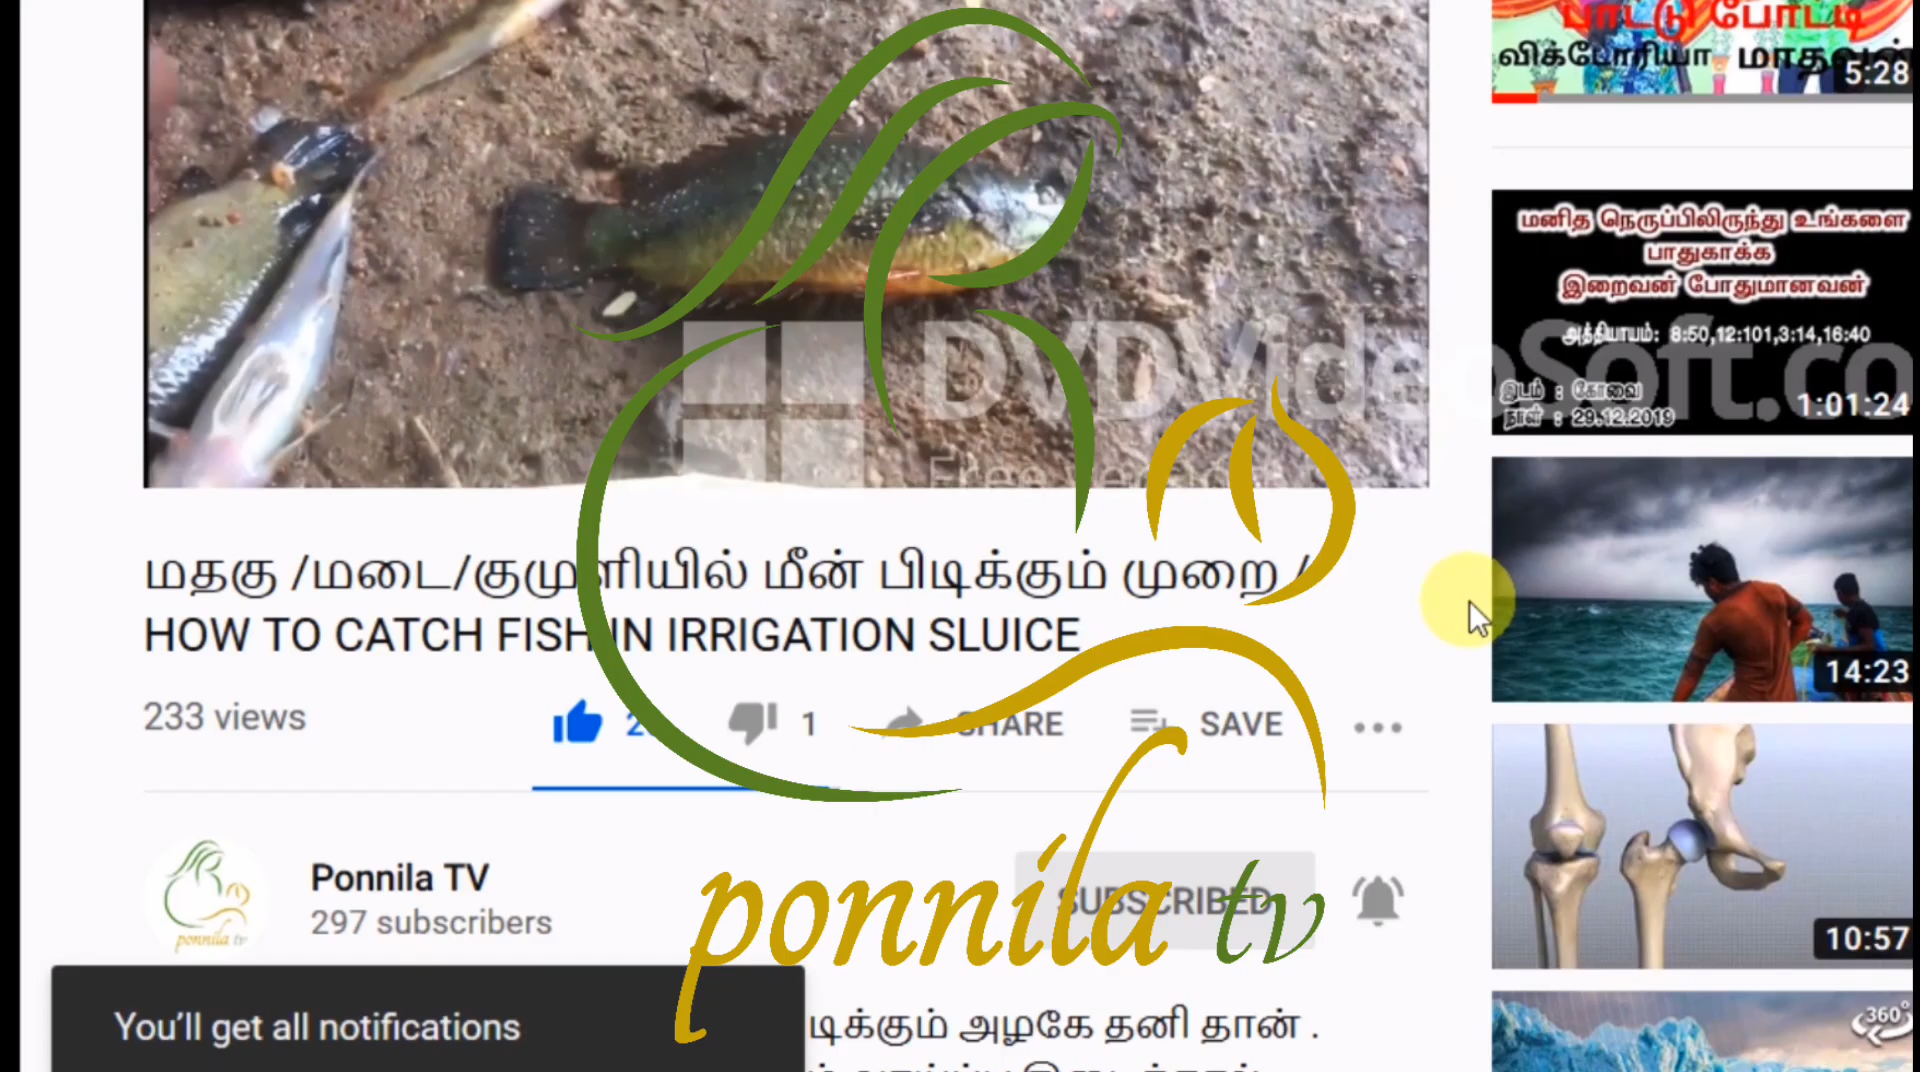 பாட்டு போட்டி
விக்டோரியா மாதவன்
5:28
மனித நெருப்பிலிருந்து உங்களை
பாதுகாக்க
இறைவன் போதுமானவன்
அத்தியாயம்: 8:50,12:101,3:14,16:40
இடம் : கோவை
நாள் : 29.12.2019
1:01:24
DVDVideoSoft.co
மதகு /மடை/குமுளியில் மீன் பிடிக்கும் முறை /
HOW TO CATCH FISH IN IRRIGATION SLUICE
14:23
233 views
1
SHARE
SAVE
Ponnila TV
297 subscribers
SUBSCRIBED
ponnila tv
ponnila tv
10:57
You'll get all notifications
டிக்கும் அழகே தனி தான் .
360°